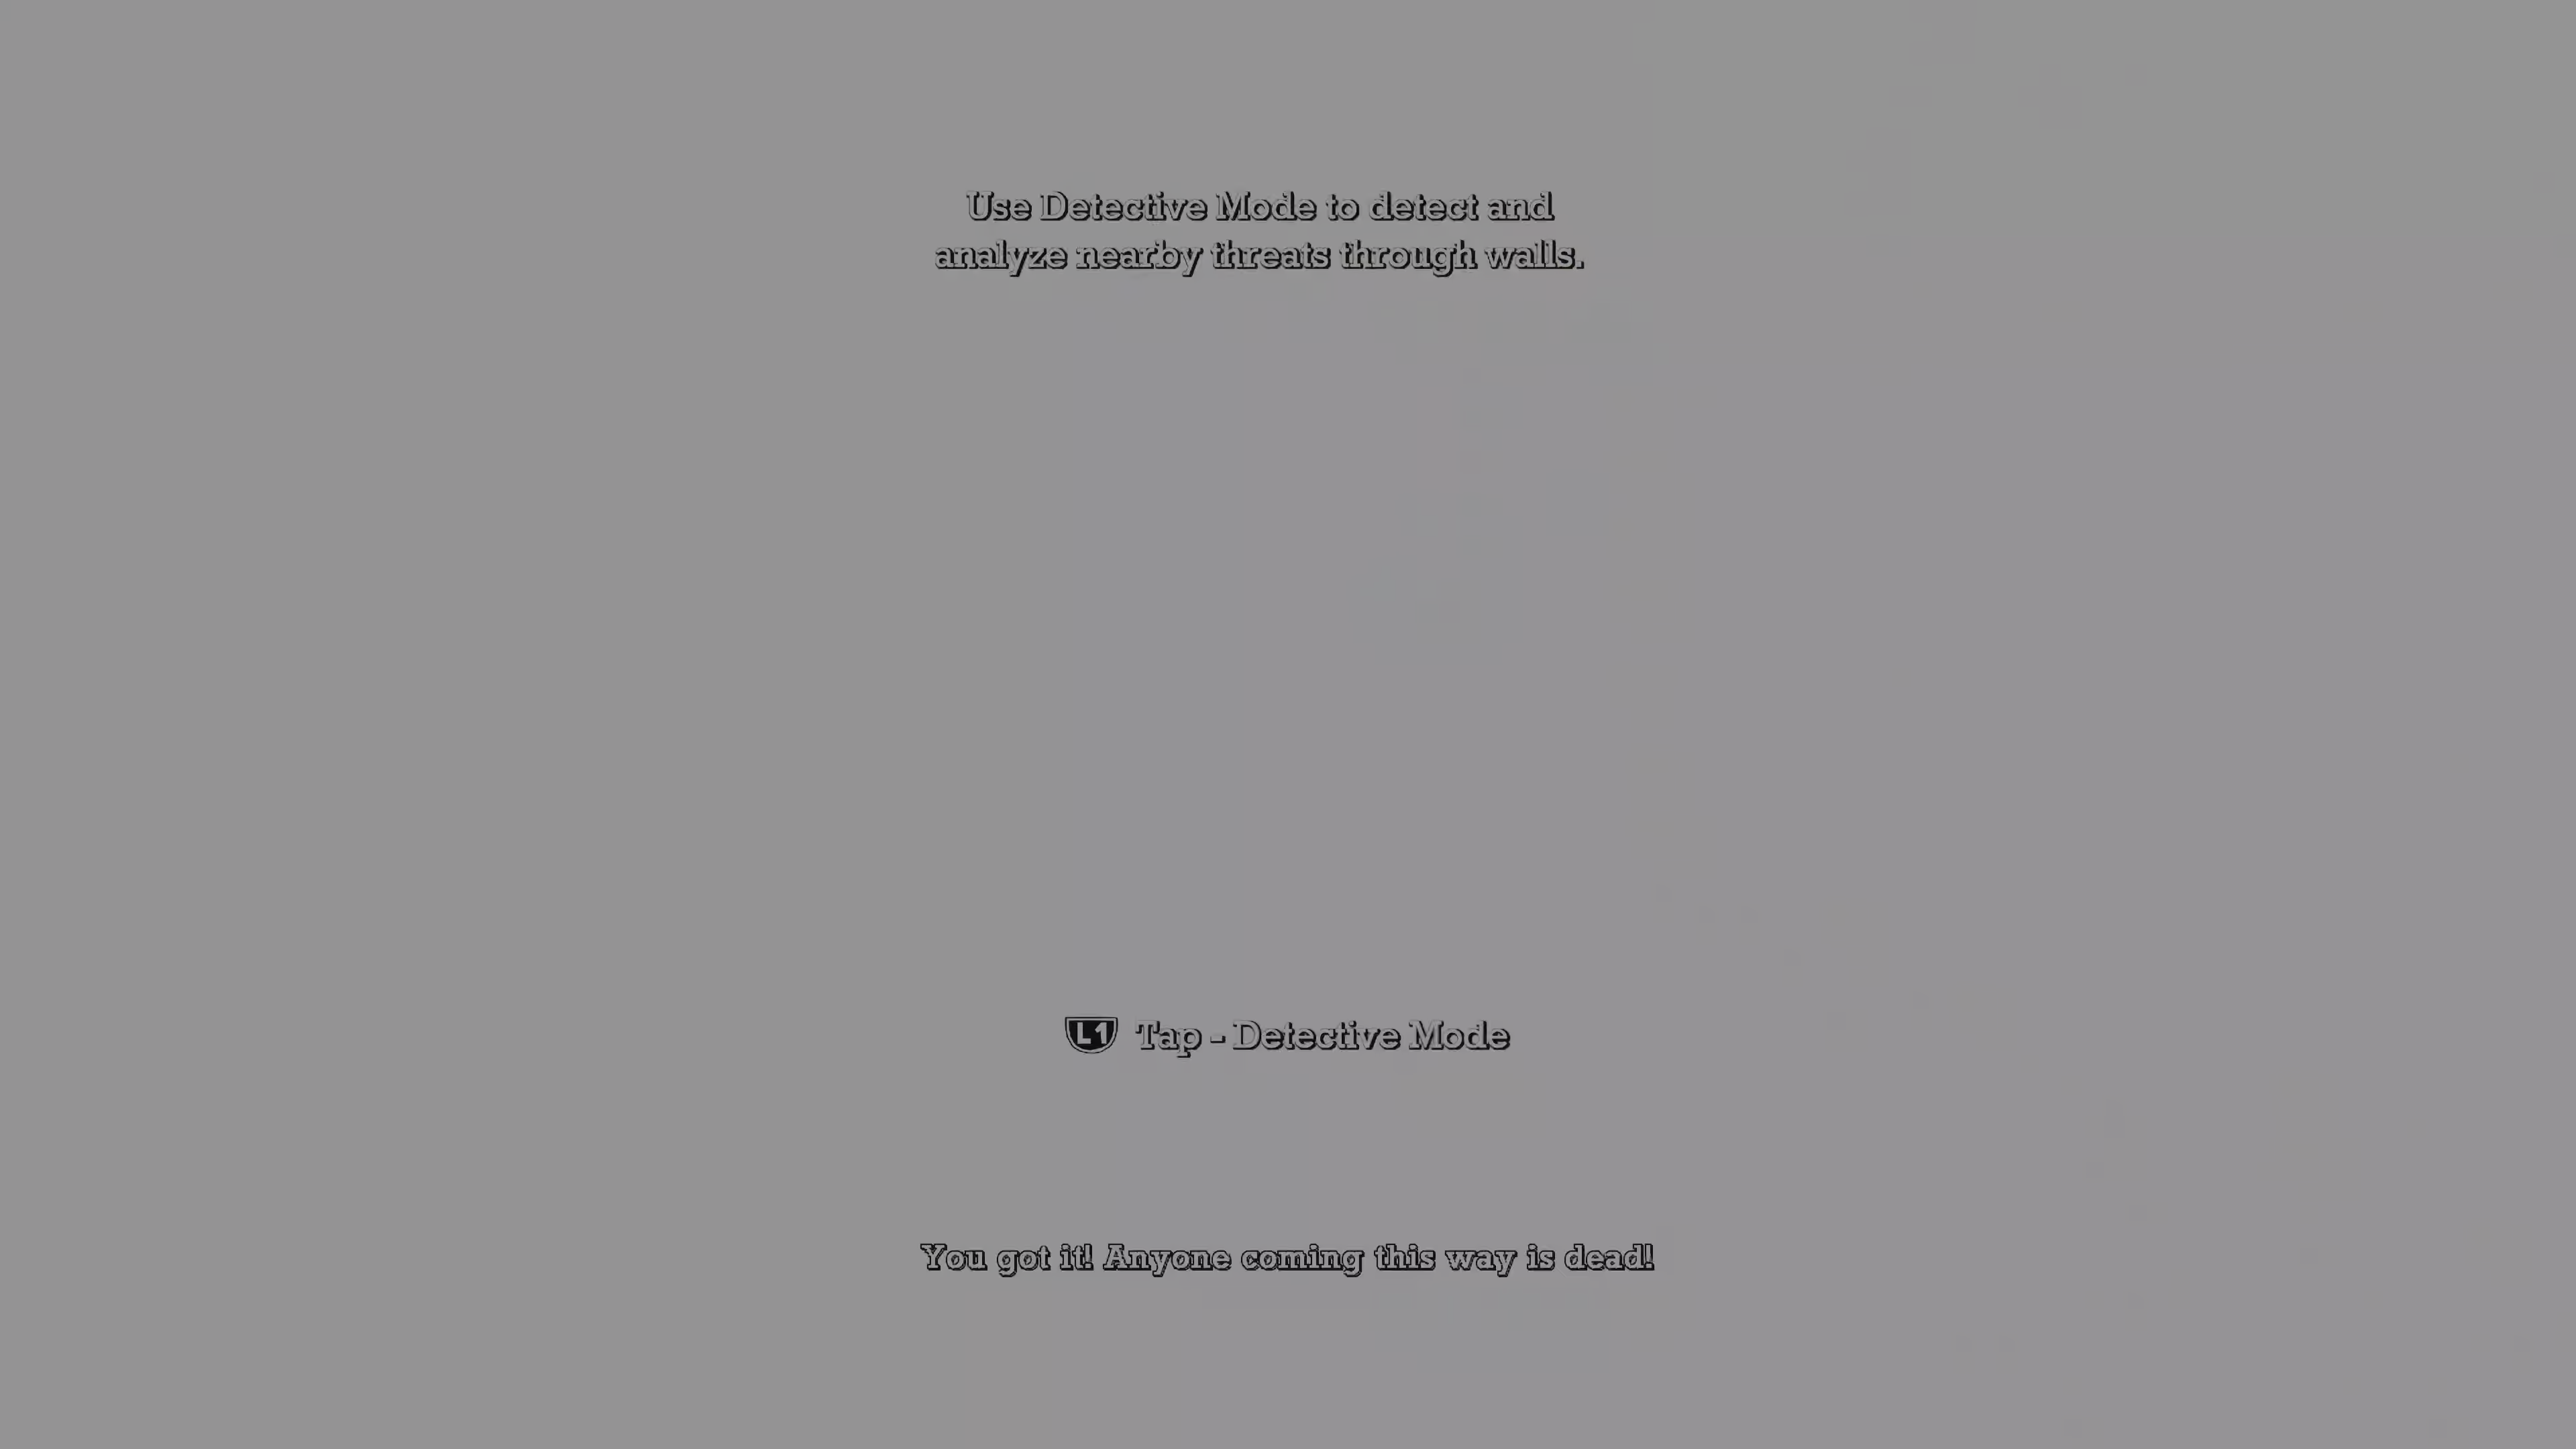 Use Detective Mode to detect and
analyze nearby threats through walls.
L1 Tap - Detective Mode
You got it! Anyone coming this way is dead!